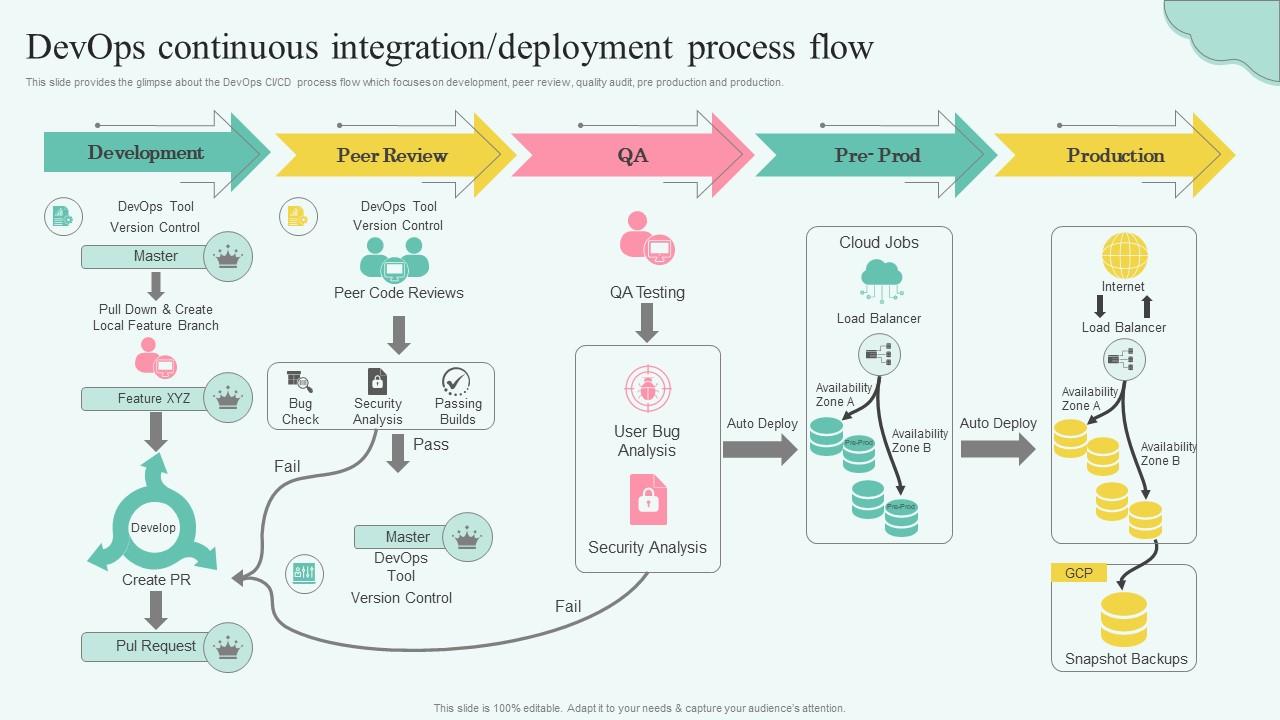 DevOps continuous integration/deployment process flow
This slide provides the glimpse about the DevOps CI/CD process flow which focuses on development, peer review, quality audit, pre production and production.
Development
Peer Review
QA
Pre- Prod
Production
DevOps Tool
Version Control
Master
Pull Down & Create
Local Feature Branch
Feature XYZ
Develop
Create PR
Pul Request
DevOps Tool
Version Control
Peer Code Reviews
Bug
Check
Security
Analysis
Passing
Builds
Fail
Pass
Master
DevOps
Tool
Version Control
QA Testing
User Bug
Analysis
Security Analysis
Fail
Auto Deploy
Cloud Jobs
Load Balancer
Availability
Zone A
Pre-Prod
Availability
Zone B
Pre-Prod
Auto Deploy
Internet
Load Balancer
Availability
Zone A
Availability
Zone B
GCP
Snapshot Backups
This slide is 100% editable. Adapt it to your needs & capture your audience's attention.